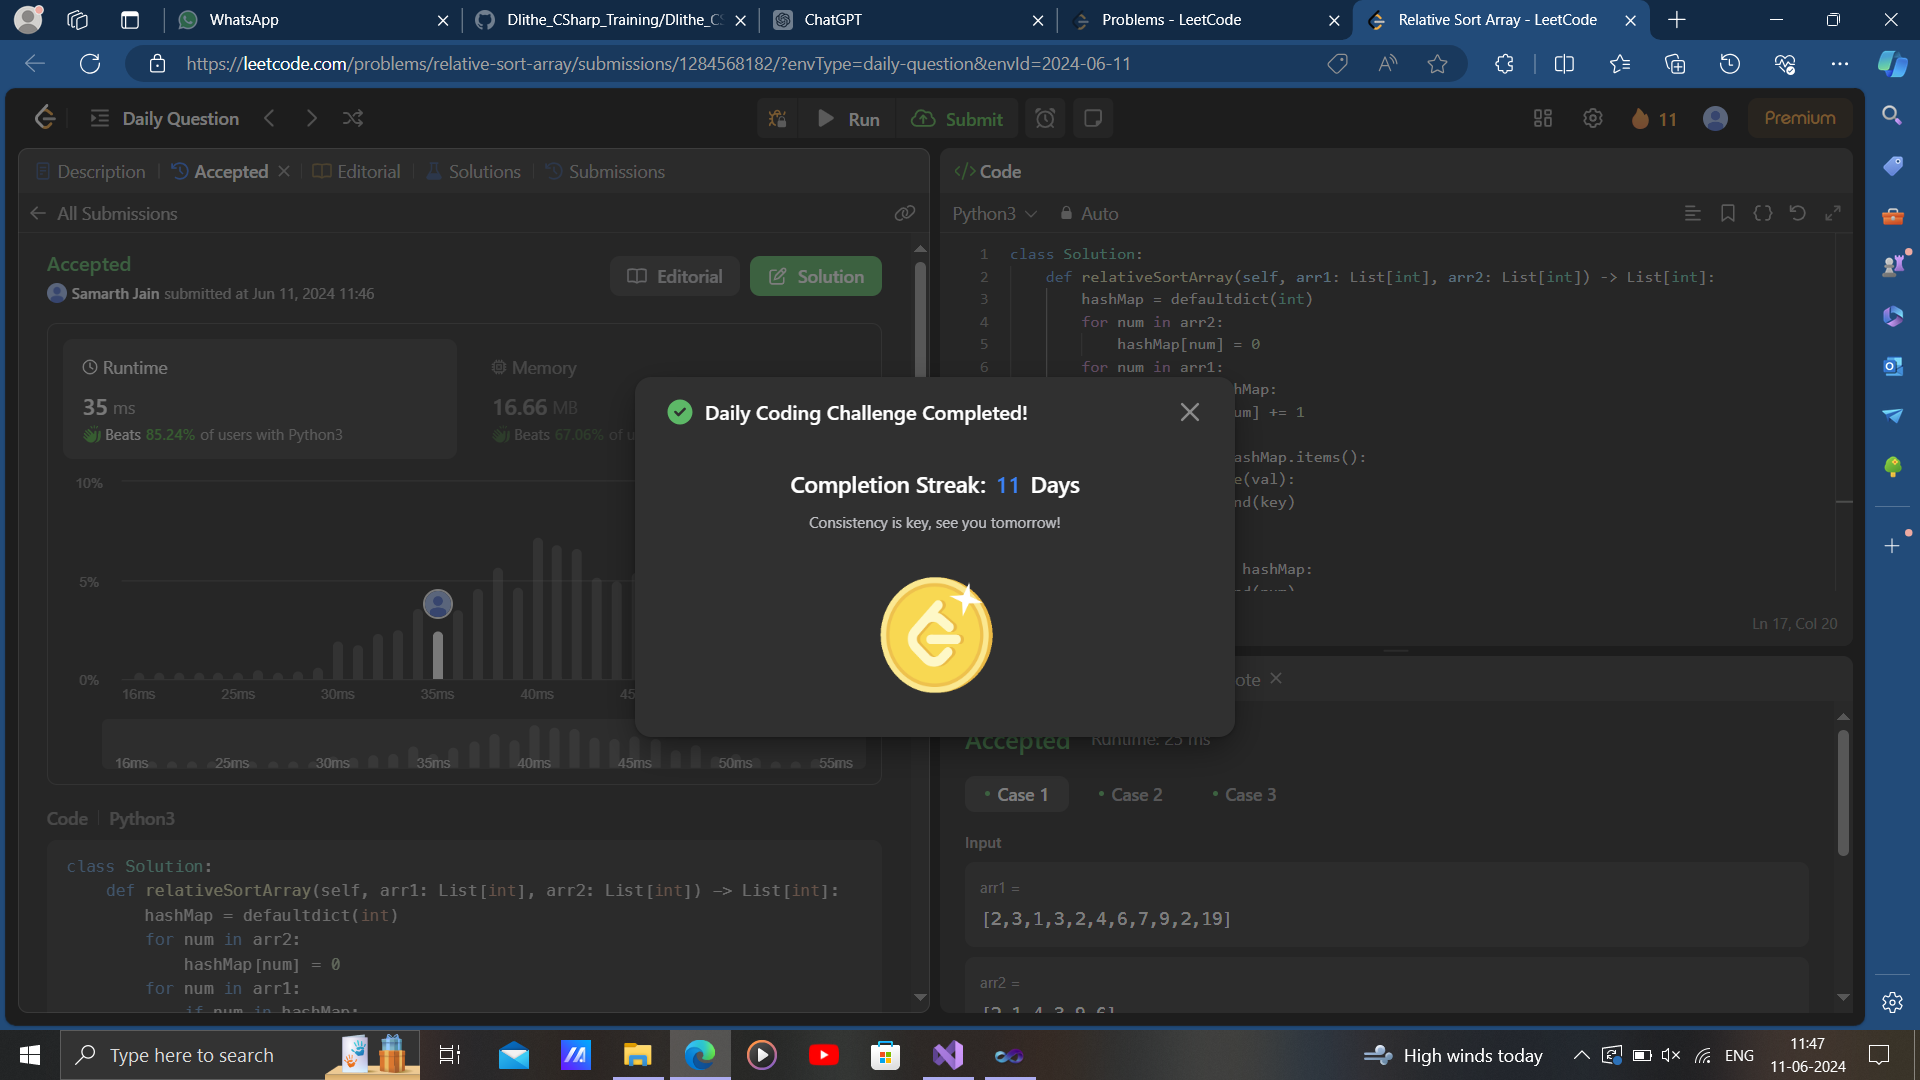 WhatsApp
Dlithe_CSharp_Training/Dlithe_CS
ChatGPT
Problems - LeetCode
Relative Sort Array - LeetCode
https://leetcode.com/problems/relative-sort-array/submissions/1284568182/?envType=daily-question&envId=2024-06-11
Daily Question
Run
Submit
11
Premium
Description
Accepted
Editorial
Solutions
Submissions
All Submissions
Accepted
Samarth Jain submitted at Jun 11, 2024 11:46
Editorial
Solution
Runtime
35 ms
Beats 85.24% of users with Python3
Memory
16.66 MB
Beats 67.06% of u
10%
5%
0%
16ms 25ms 30ms 35ms 40ms 45
16ms 25ms 30ms 35ms 40ms 45ms 50ms 55ms
Code | Python3
class Solution:
def relativeSortArray(self, arr1: List[int], arr2: List[int]) -> List[int]:
hashMap = defaultdict(int)
for num in arr2:
hashMap[num] = 0
for num in arr1:
if num in hashMap:
Daily Coding Challenge Completed!
Completion Streak: 11 Days
Consistency is key, see you tomorrow!
</> Code
Python3
Auto
1 class Solution:
2 def relativeSortArray(self, arr1: List[int], arr2: List[int]) -> List[int]:
3 hashMap = defaultdict(int)
4 for num in arr2:
5 hashMap[num] = 0
6 for num in arr1:
hMap:
um] += 1
ashMap.items():
e(val):
nd(key)
hashMap:
Ln 17, Col 20
ote
Accepted
Runtime: 25 ms
Case 1
Case 2
Case 3
Input
arr1 =
[2,3,1,3,2,4,6,7,9,2,19]
arr2 =
[2,1,4,3,9,6]
Type here to search
High winds today
ENG
11:47
11-06-2024